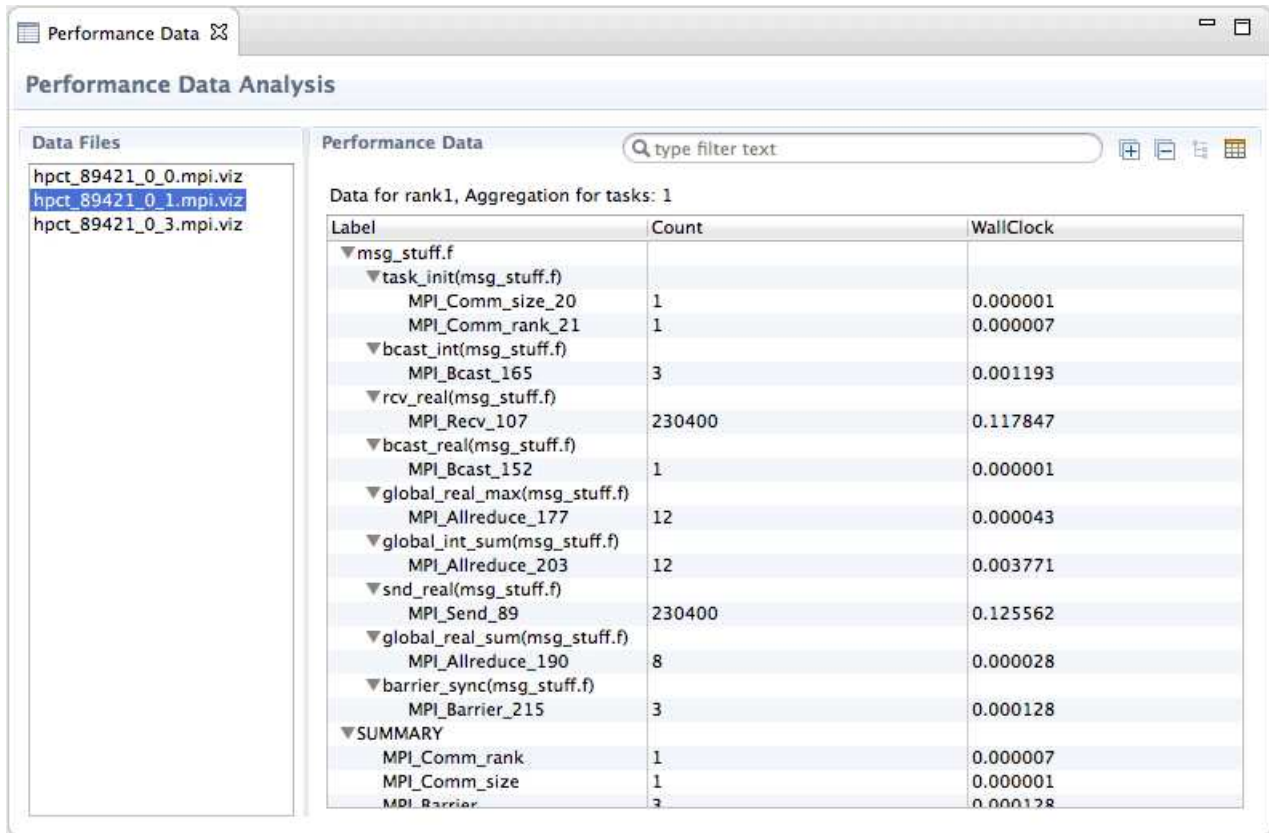 Performance Data
Performance Data Analysis
Data Files
hpct_89421_0_0.mpi.viz
hpct_89421_0_1.mpi.viz
hpct_89421_0_3.mpi.viz
Performance Data
type filter text
Data for rank1, Aggregation for tasks: 1
Label Count WallClock
msg_stuff.f
task_init(msg_stuff.f)
MPI_Comm_size_20 1 0.000001
MPI_Comm_rank_21 1 0.000007
bcast_int(msg_stuff.f)
MPI_Bcast_165 3 0.001193
rcv_real(msg_stuff.f)
MPI_Recv_107 230400 0.117847
bcast_real(msg_stuff.f)
MPI_Bcast_152 1 0.000001
global_real_max(msg_stuff.f)
MPI_Allreduce_177 12 0.000043
global_int_sum(msg_stuff.f)
MPI_Allreduce_203 12 0.003771
snd_real(msg_stuff.f)
MPI_Send_89 230400 0.125562
global_real_sum(msg_stuff.f)
MPI_Allreduce_190 8 0.000028
barrier_sync(msg_stuff.f)
MPI_Barrier_215 3 0.000128
SUMMARY
MPI_Comm_rank 1 0.000007
MPI_Comm_size 1 0.000001
MPI_Barrier 3 0.000128